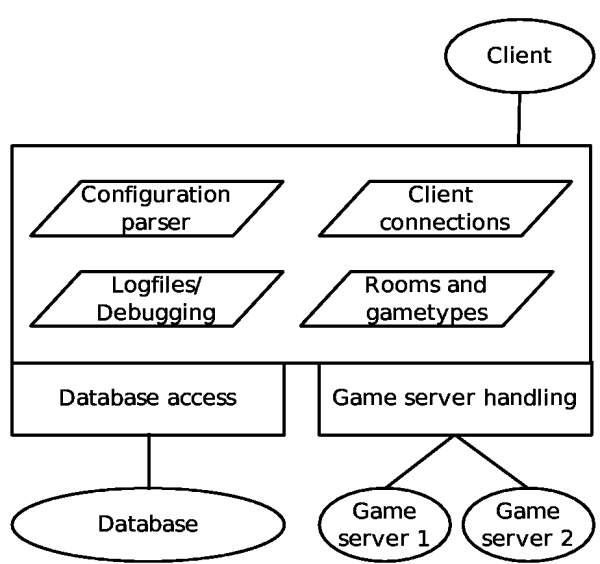 Client
Configuration
parser
Client
connections
Logfiles/
Debugging
Rooms and
gametypes
Database access
Game server handling
Database
Game
server 1
Game
server 2